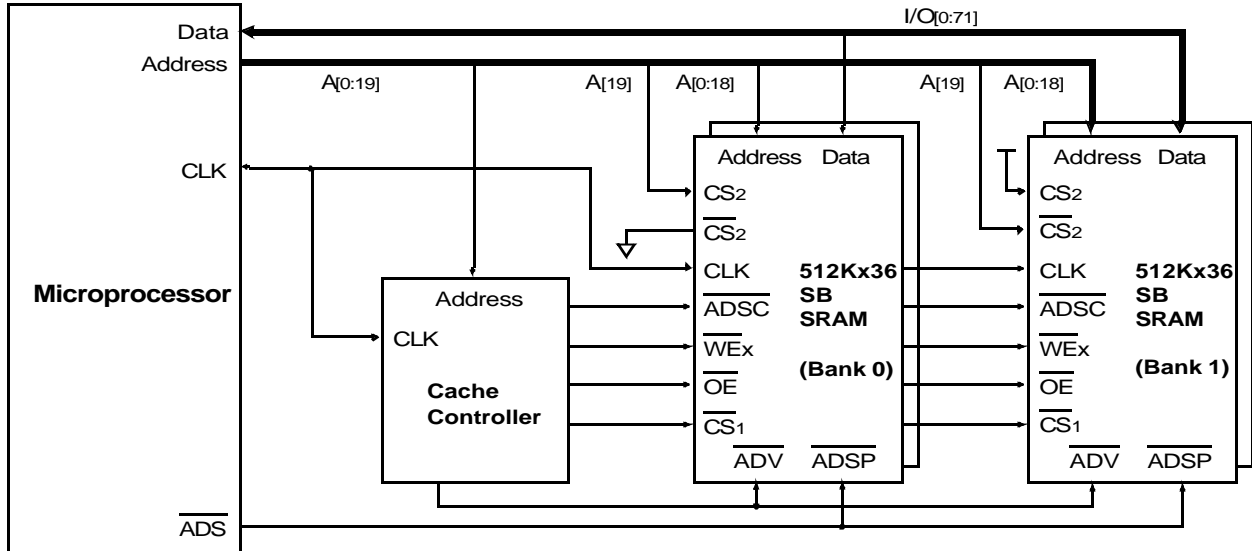 I/O[0:71]
Data
Address
A[0:19]
A[19]
A[0:18]
A[19]
A[0:18]
CLK
Microprocessor
ADS
Address
CLK
Cache
Controller
Address Data
CS2
CS2
CLK
ADSC
WEx
OE
CS1
ADV ADSP
512Kx36
SB
SRAM
(Bank 0)
Address Data
CS2
CS2
CLK
ADSC
WEx
OE
CS1
ADV ADSP
512Kx36
SB
SRAM
(Bank 1)